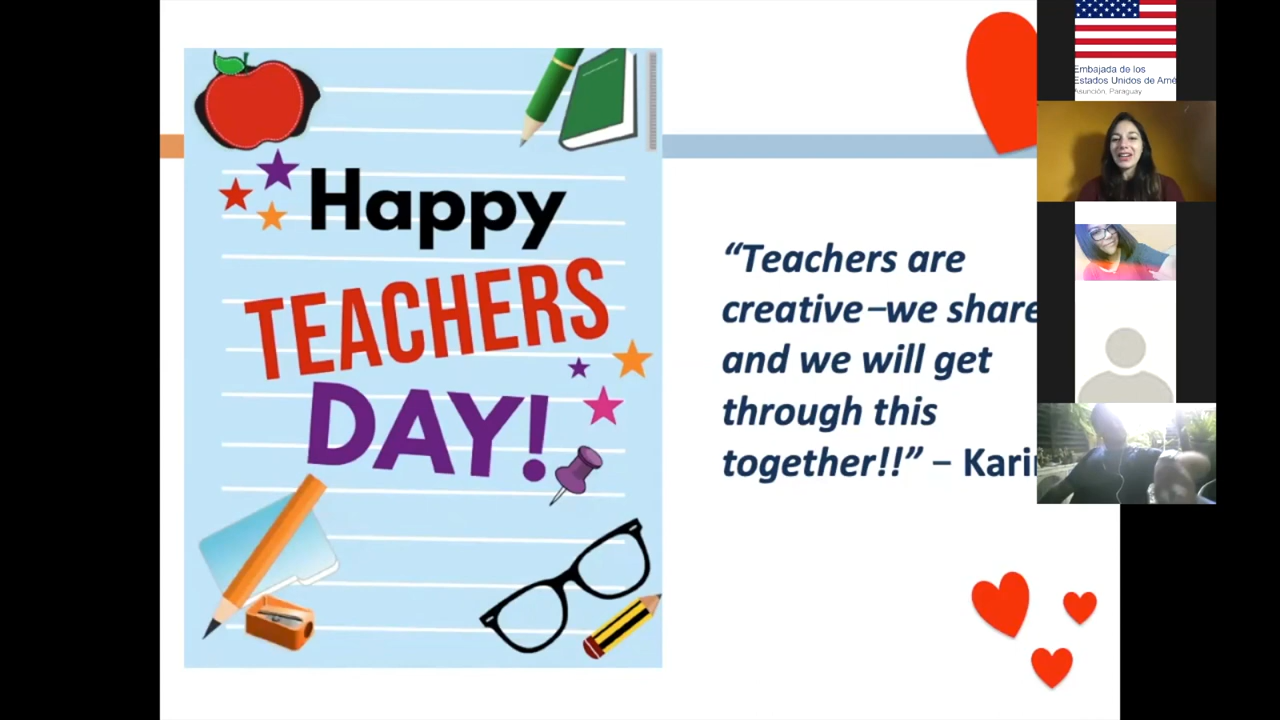 Happy
TEACHERS
DAY!
“Teachers are
creative–we share
and we will get
through this
together!!” – Kari
Embajada de los
Estados Unidos de Amé
Asunción, Paraguay